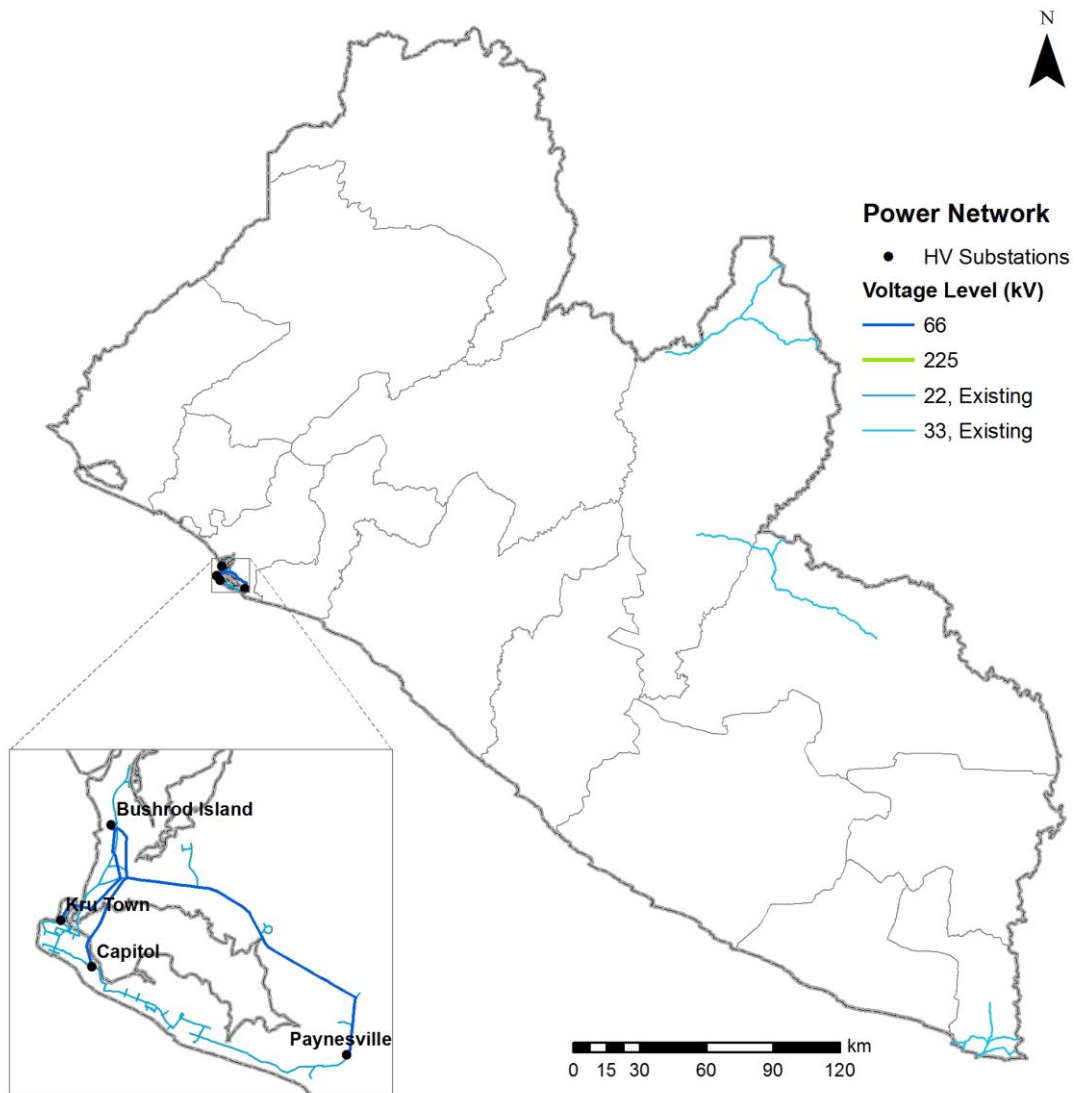 N
Power Network
HV Substations
Voltage Level (kV)
66
225
22, Existing
33, Existing
Bushrod Island
Kru Town
Capitol
Paynesville
km
0 15 30 60 90 120